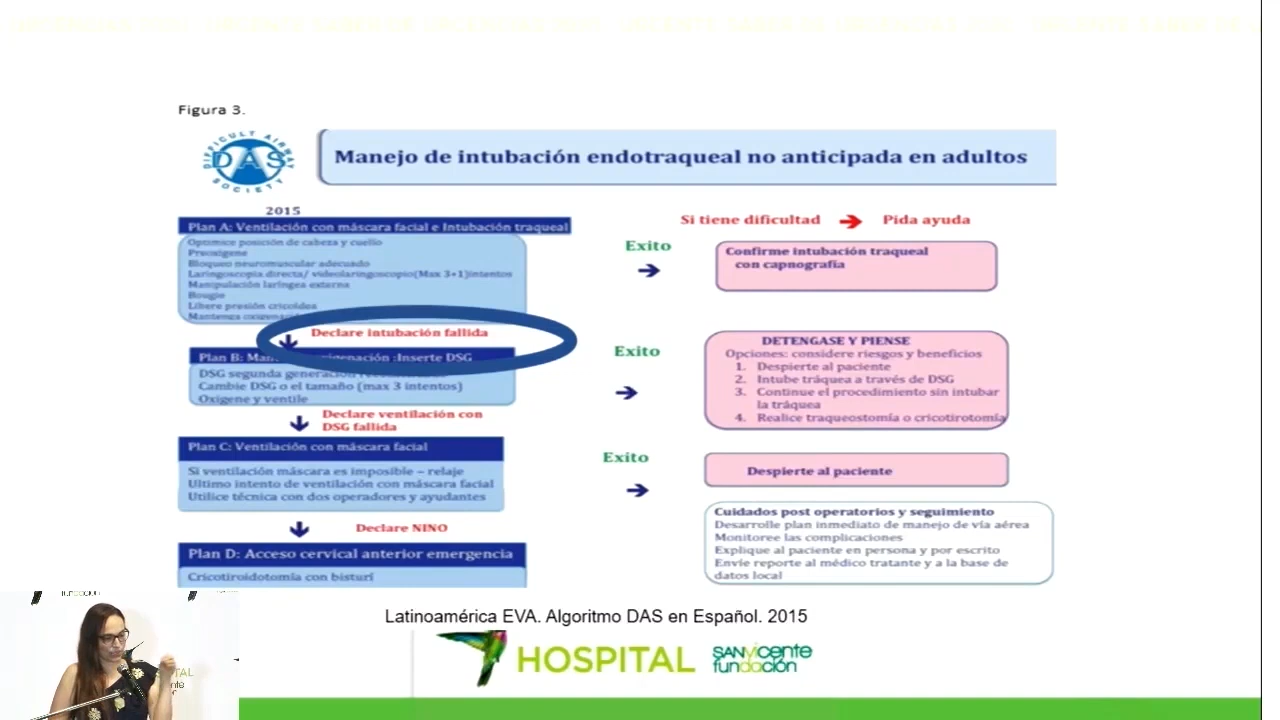 Figura 3.
DIFFICULT AIRWAY
DAS
SOCIETY
Manejo de intubación endotraqueal no anticipada en adultos
2015
Plan A: Ventilación con máscara facial e Intubación traqueal
Optimice posición de cabeza y cuello
Preoxigene
Bloqueo neuromuscular adecuado
Laringoscopia directa/ videolaringoscopio(Max 3+1)intentos
Manipulación laríngea externa
Bougie
Libere presión cricoidea
Mantenga
Si tiene dificultad
Pida ayuda
Exito
Confirme intubación traqueal
con capnografía
Declare intubación fallida
Plan B: :Inserte DSG
DSG segunda generación
Cambie DSG o el tamaño (max 3 intentos)
Oxigene y ventile
Exito
DETENGASE Y PIENSE
Opciones: considere riesgos y beneficios
1. Despierte al paciente
2. Intube tráquea a través de DSG
3. Continue el procedimiento sin intubar
la tráquea
4. Realice traqueostomía o cricotirotomía
Declare ventilación con
DSG fallida
Plan C: Ventilación con máscara facial
Si ventilación máscara es imposible – relaje
Ultimo intento de ventilación con máscara facial
Utilice técnica con dos operadores y ayudantes
Exito
Despierte al paciente
Declare NINO
Plan D: Acceso cervical anterior emergencia
Cricotiroidotomía con bisturí
Cuidados post operatorios y seguimiento
Desarrolle plan inmediato de manejo de vía aérea
Monitoree las complicaciones
Explique al paciente en persona y por escrito
Envíe reporte al médico tratante y a la base de
datos local
Latinoamérica EVA. Algoritmo DAS en Español. 2015
HOSPITAL
SANVicente
fundación